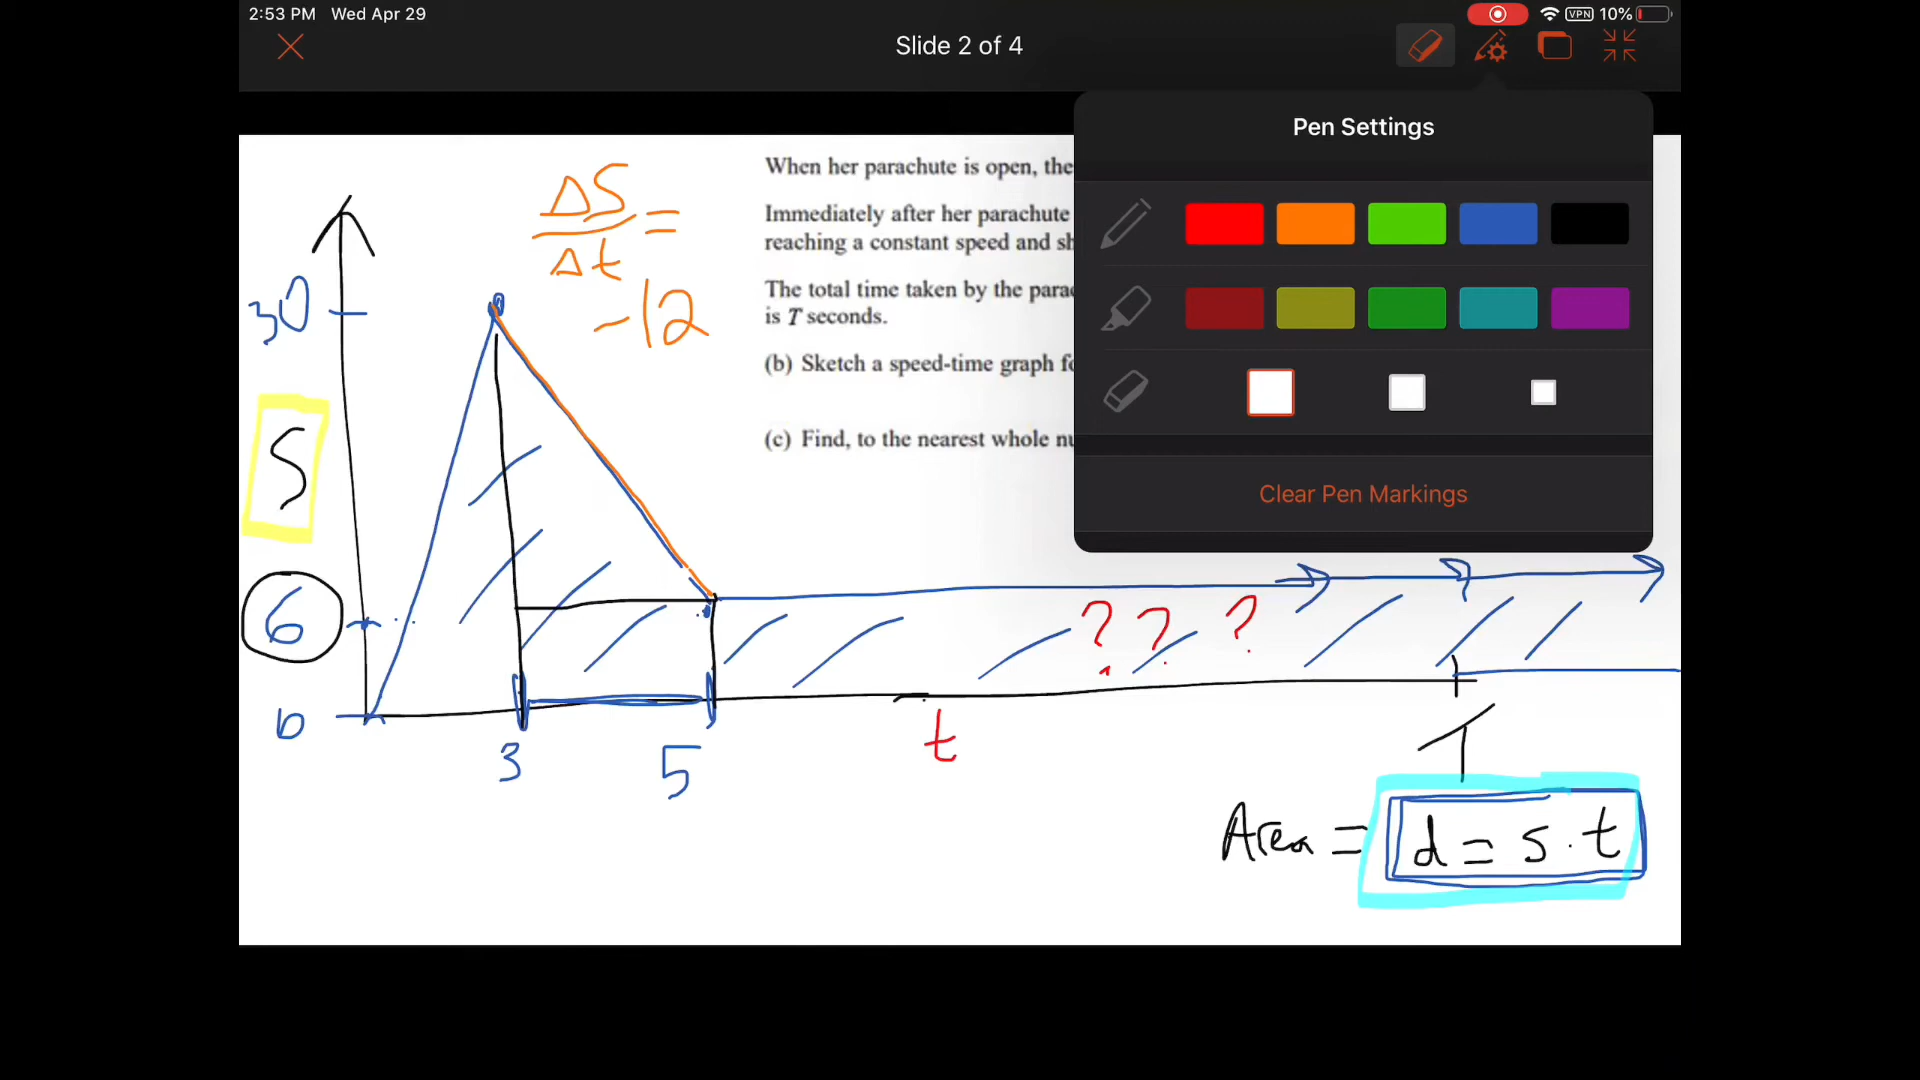 2:53 PM Wed Apr 29
VPN 10%
Slide 2 of 4
Pen Settings
When her parachute is open, the
Immediately after her parachute
reaching a constant speed and sh
The total time taken by the para
is T seconds.
(b) Sketch a speed-time graph fo
(c) Find, to the nearest whole nu
Clear Pen Markings
ΔS
Δt
=
-12
30
S
6
0
3
5
? ? ?
t
T
Area = d = s . t